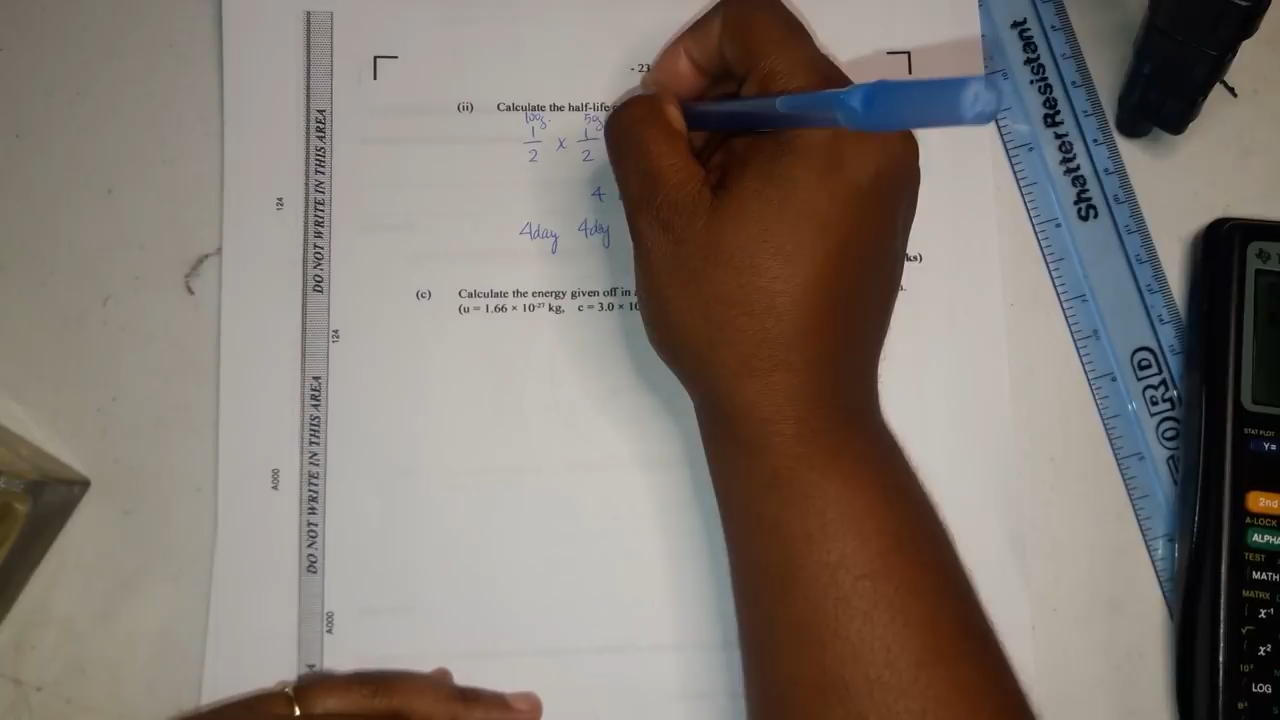 - 23
(ii) Calculate the half-life
100g. 50g
1/2 x 1/2
4
4day 4day
ks)
(c) Calculate the energy given off in
(u = 1.66 × 10⁻²⁷ kg, c = 3.0 × 10
DO NOT WRITE IN THIS AREA
DO NOT WRITE IN THIS AREA
124
124
A000
A000
Shatter Resistant
STAT PLOT
Y=
2nd
A-LOCK
ALPHA
TEST
MATH
MATRX
x⁻¹
√
x²
LOG